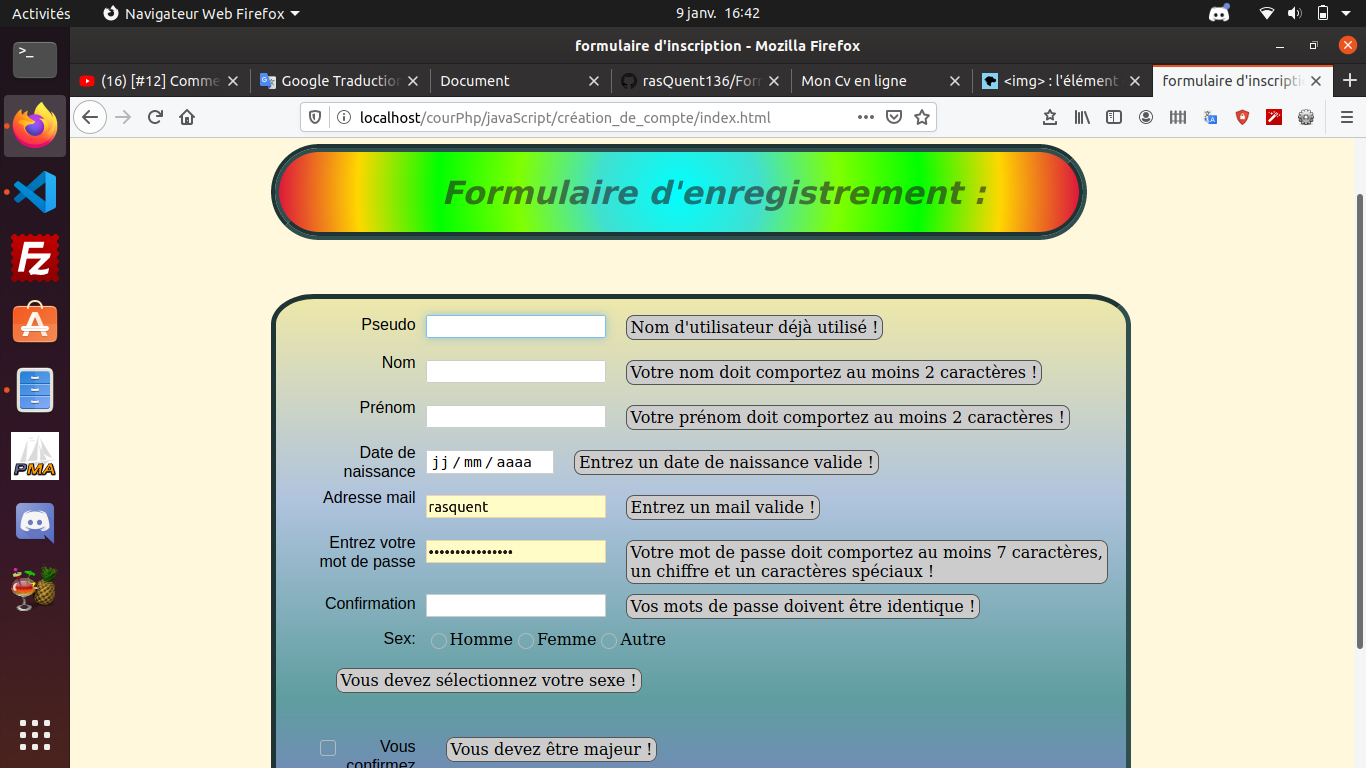 Activités
Navigateur Web Firefox
9 janv. 16:42
formulaire d'inscription - Mozilla Firefox
(16) [#12] Comme
Google Traduction
Document
rasQuent136/For
Mon Cv en ligne
<img> : l'élément
formulaire d'inscripti
localhost/courPhp/javaScript/création_de_compte/index.html
Formulaire d'enregistrement :
Pseudo
Nom d'utilisateur déjà utilisé !
Nom
Votre nom doit comportez au moins 2 caractères !
Prénom
Votre prénom doit comportez au moins 2 caractères !
Date de
naissance
jj / mm / aaaa
Entrez un date de naissance valide !
Adresse mail
rasquent
Entrez un mail valide !
Entrez votre
mot de passe
Votre mot de passe doit comportez au moins 7 caractères,
un chiffre et un caractères spéciaux !
Confirmation
Vos mots de passe doivent être identique !
Sex:
Homme
Femme
Autre
Vous devez sélectionnez votre sexe !
Vous
confirmez
Vous devez être majeur !
>_
Fz
A
PMA